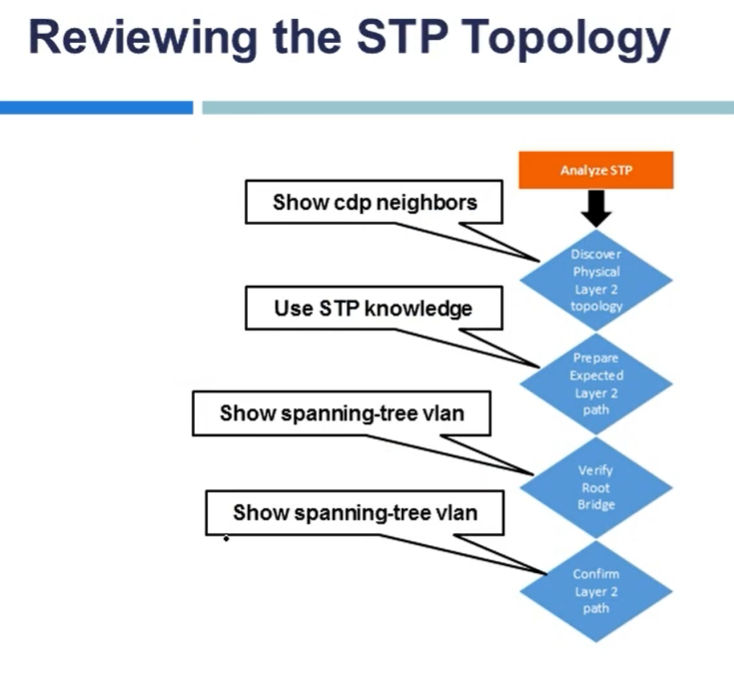 Reviewing the STP Topology
Analyze STP
Show cdp neighbors
Discover
Physical
Layer 2
topology
Use STP knowledge
Prepare
Expected
Layer 2
path
Show spanning-tree vlan
Verify
Root
Bridge
Show spanning-tree vlan
Confirm
Layer 2
path